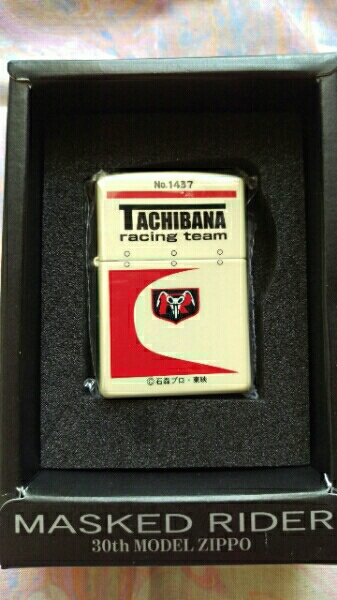 No.1437
TACHIBANA
racing team
©石森プロ・東映
MASKED RIDER
30th MODEL ZIPPO